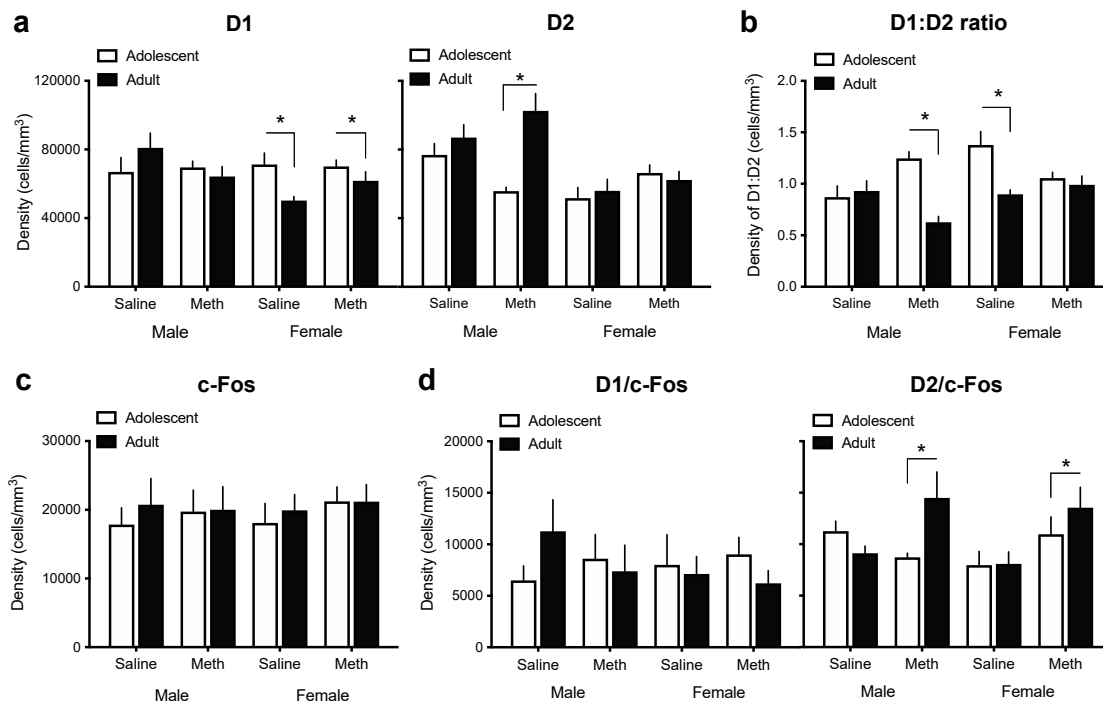 a
D1
D2
Adolescent
Adult
Adolescent
Adult
Density (cells/mm³)
120000
80000
40000
0
*
*
*
Saline
Meth
Saline
Meth
Saline
Meth
Saline
Meth
Male
Female
Male
Female
b
D1:D2 ratio
Adolescent
Adult
Density of D1:D2 (cells/mm³)
2.0
1.5
1.0
0.5
0.0
*
*
Saline
Meth
Saline
Meth
Male
Female
c
c-Fos
Adolescent
Adult
Density (cells/mm³)
30000
20000
10000
0
Saline
Meth
Saline
Meth
Male
Female
d
D1/c-Fos
D2/c-Fos
Adolescent
Adult
Adolescent
Adult
Density (cells/mm³)
20000
15000
10000
5000
0
*
*
Saline
Meth
Saline
Meth
Saline
Meth
Saline
Meth
Male
Female
Male
Female